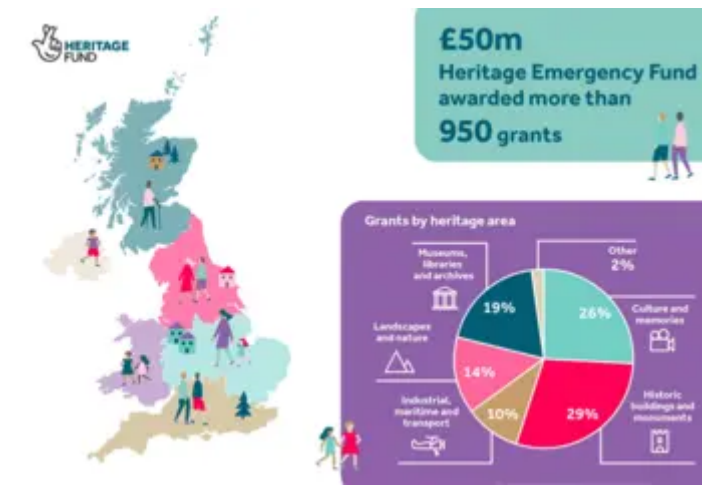 HERITAGE
FUND
£50m
Heritage Emergency Fund
awarded more than
950 grants
Grants by heritage area
Museums,
libraries
and archives
Other
2%
19%
26%
Culture and
memories
Landscapes
and nature
14%
Industrial,
maritime and
transport
10%
29%
Historic
buildings and
monuments